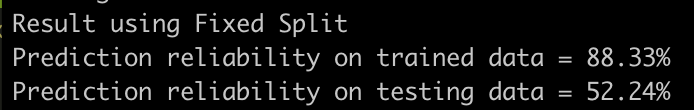 Result using Fixed Split
Prediction reliability on trained data = 88.33%
Prediction reliability on testing data = 52.24%